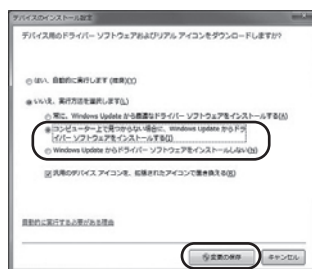 デバイスのインストール設定
デバイス用のドライバー ソフトウェアおよびリアル アイコンをダウンロードしますか?
はい、自動的に実行します (推奨)(Y)
いいえ、実行方法を選択します(L)
常に、Windows Update から最適なドライバー ソフトウェアをインストールする(A)
コンピューター上で見つからない場合に、Windows Update からドラ
イバー ソフトウェアをインストールする(I)
Windows Update からドライバー ソフトウェアをインストールしない(N)
汎用のデバイス アイコンを、拡張されたアイコンで置き換える(R)
自動的に実行する必要がある理由
変更の保存
キャンセル